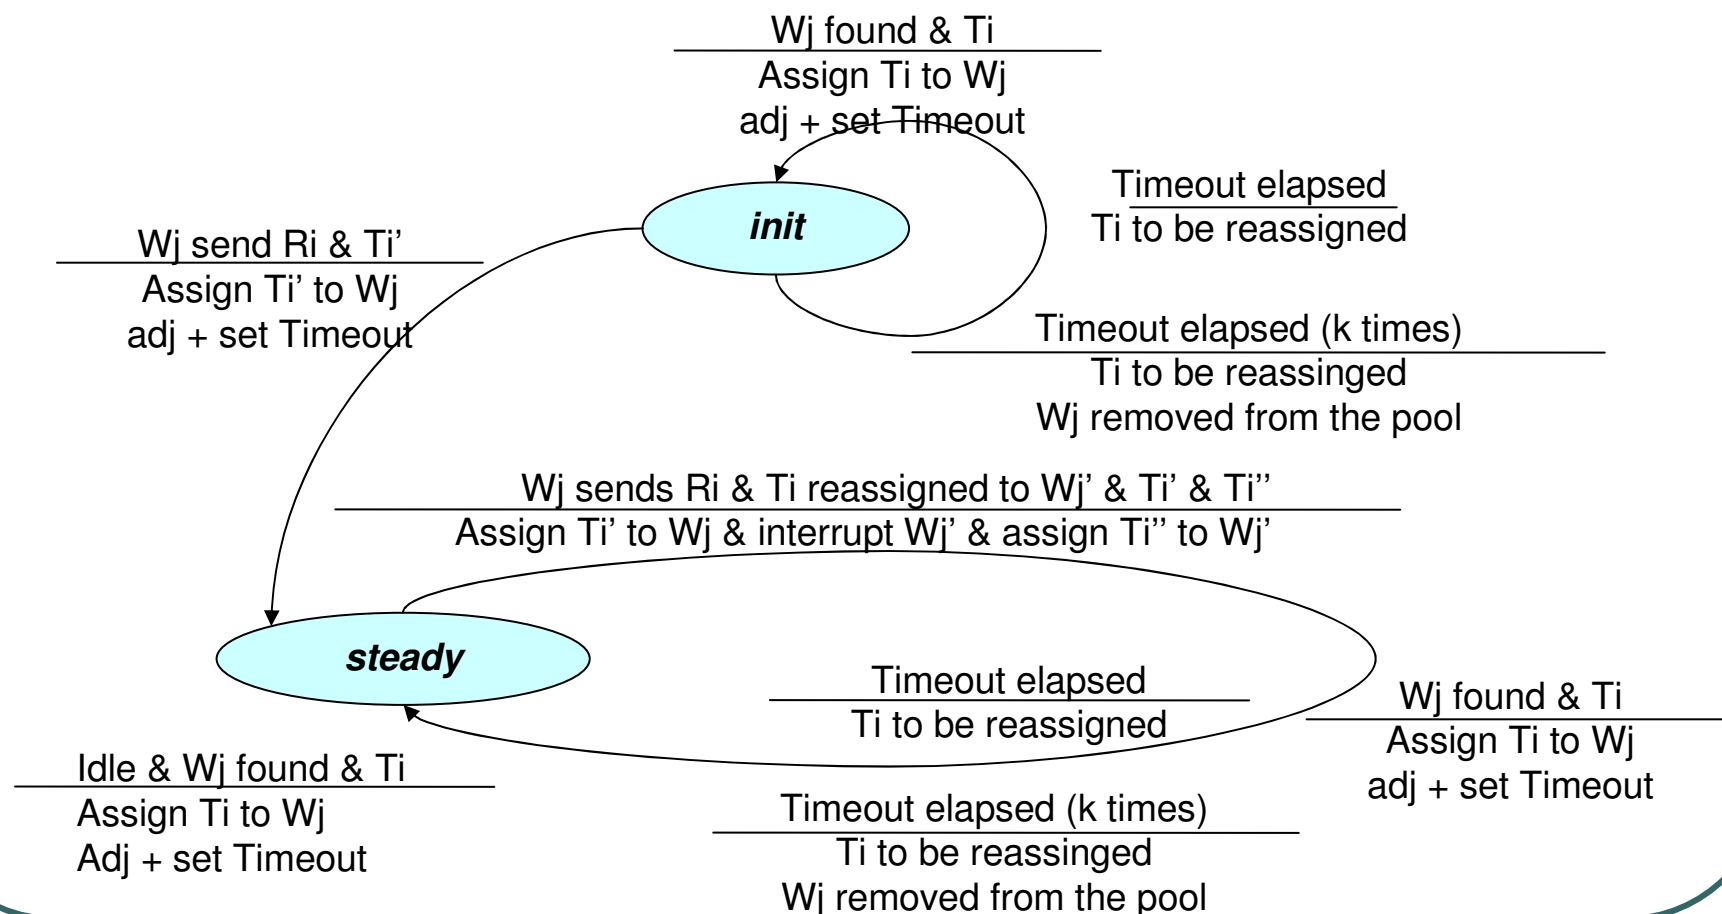 Wj found & Ti
Assign Ti to Wj
adj + set Timeout
init
Timeout elapsed
Ti to be reassigned
Wj send Ri & Ti’
Assign Ti’ to Wj
adj + set Timeout
Timeout elapsed (k times)
Ti to be reassinged
Wj removed from the pool
Wj sends Ri & Ti reassigned to Wj’ & Ti’ & Ti’’
Assign Ti’ to Wj & interrupt Wj’ & assign Ti’’ to Wj’
steady
Timeout elapsed
Ti to be reassigned
Wj found & Ti
Assign Ti to Wj
adj + set Timeout
Idle & Wj found & Ti
Assign Ti to Wj
Adj + set Timeout
Timeout elapsed (k times)
Ti to be reassinged
Wj removed from the pool